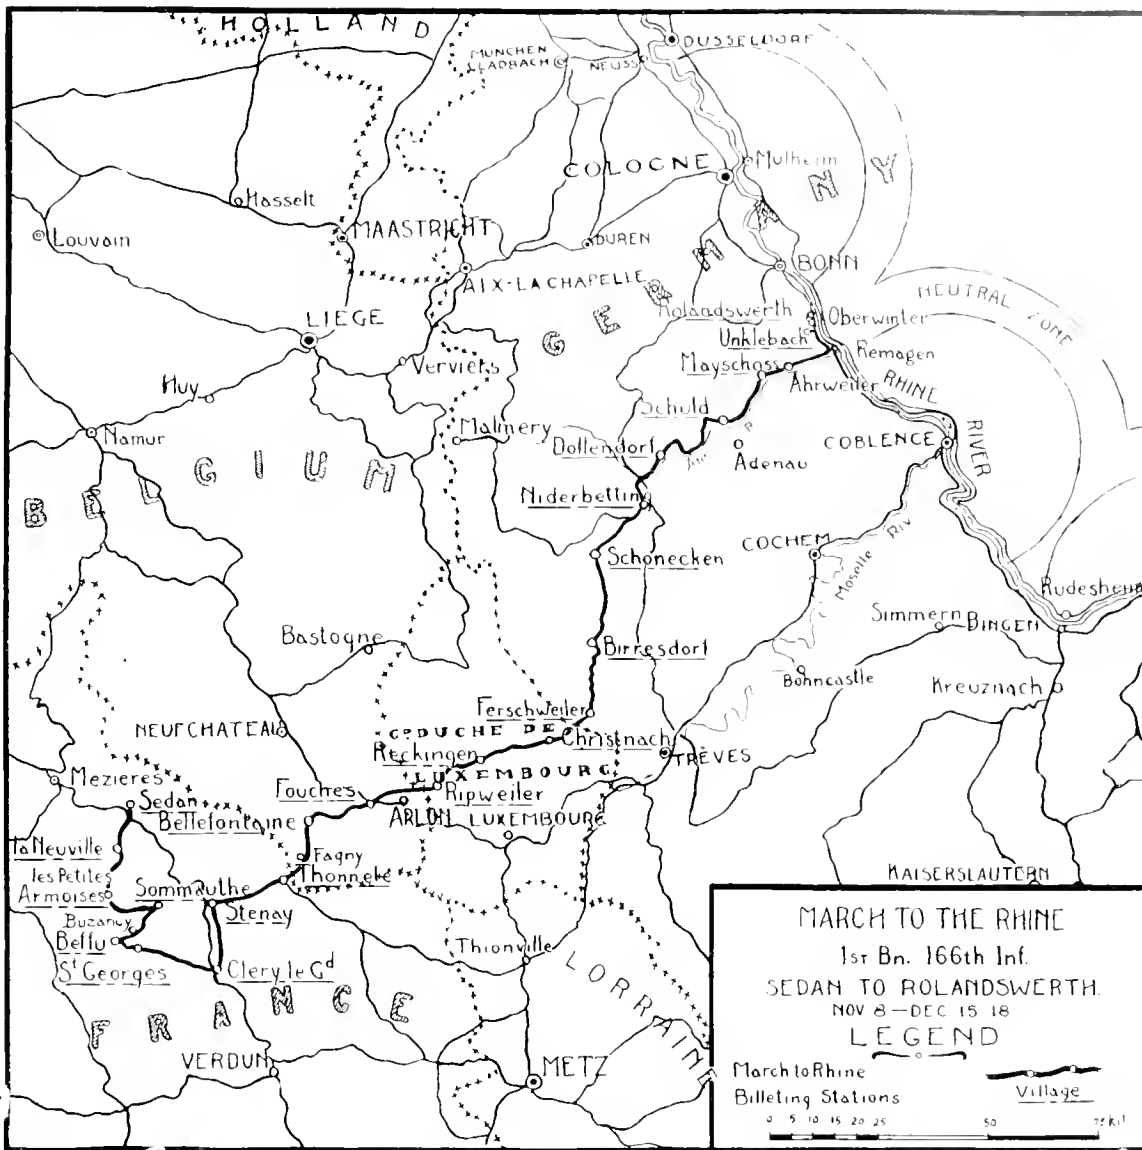 HOLLAND
DUSSELDORF
MUNCHEN
GLADBACH
NEUSS
COLOGNE
Mulheim
GERMANY
Hasselt
MAASTRICHT
Louvain
DUREN
AIX-LA CHAPELLE
BONN
NEUTRAL ZONE
Rolandswerth
Oberwinter
LIEGE
Unklebach
Remagen
Verviers
Mayschoss
Ahrweiler
RHINE
RIVER
Huy
Schuld
Malmery
Namur
Dollendorf
Ahr R
Adenau
COBLENCE
BELGIUM
Niderbetting
Schonecken
COCHEM
Moselle Riv
Rudesheim
Simmern
BINGEN
Bastogne
Birresdorf
Bohncastle
Kreuznach
Ferschweiler
NEUFCHATEAU
Gº DUCHE DE
LUXEMBOURG
Christnach
Reckingen
TRÈVES
Mezieres
Sedan
Fouches
Ripweiler
Bellefontaine
ARLON
LUXEMBOURG
la Neuville
Fagny
les Petites
Armoises
Thonnele
Sommauthe
KAISERSLAUTERN
Stenay
Buzancy
Beffu
Thionville
St Georges
Clery le Gd
LORRAINE
FRANCE
VERDUN
METZ
MARCH TO THE RHINE
1ST Bn. 166th Inf.
SEDAN TO ROLANDSWERTH.
NOV 8—DEC 15 18
LEGEND
March to Rhine
Billeting Stations
Village
0 5 10 15 20 25 50 75 kil